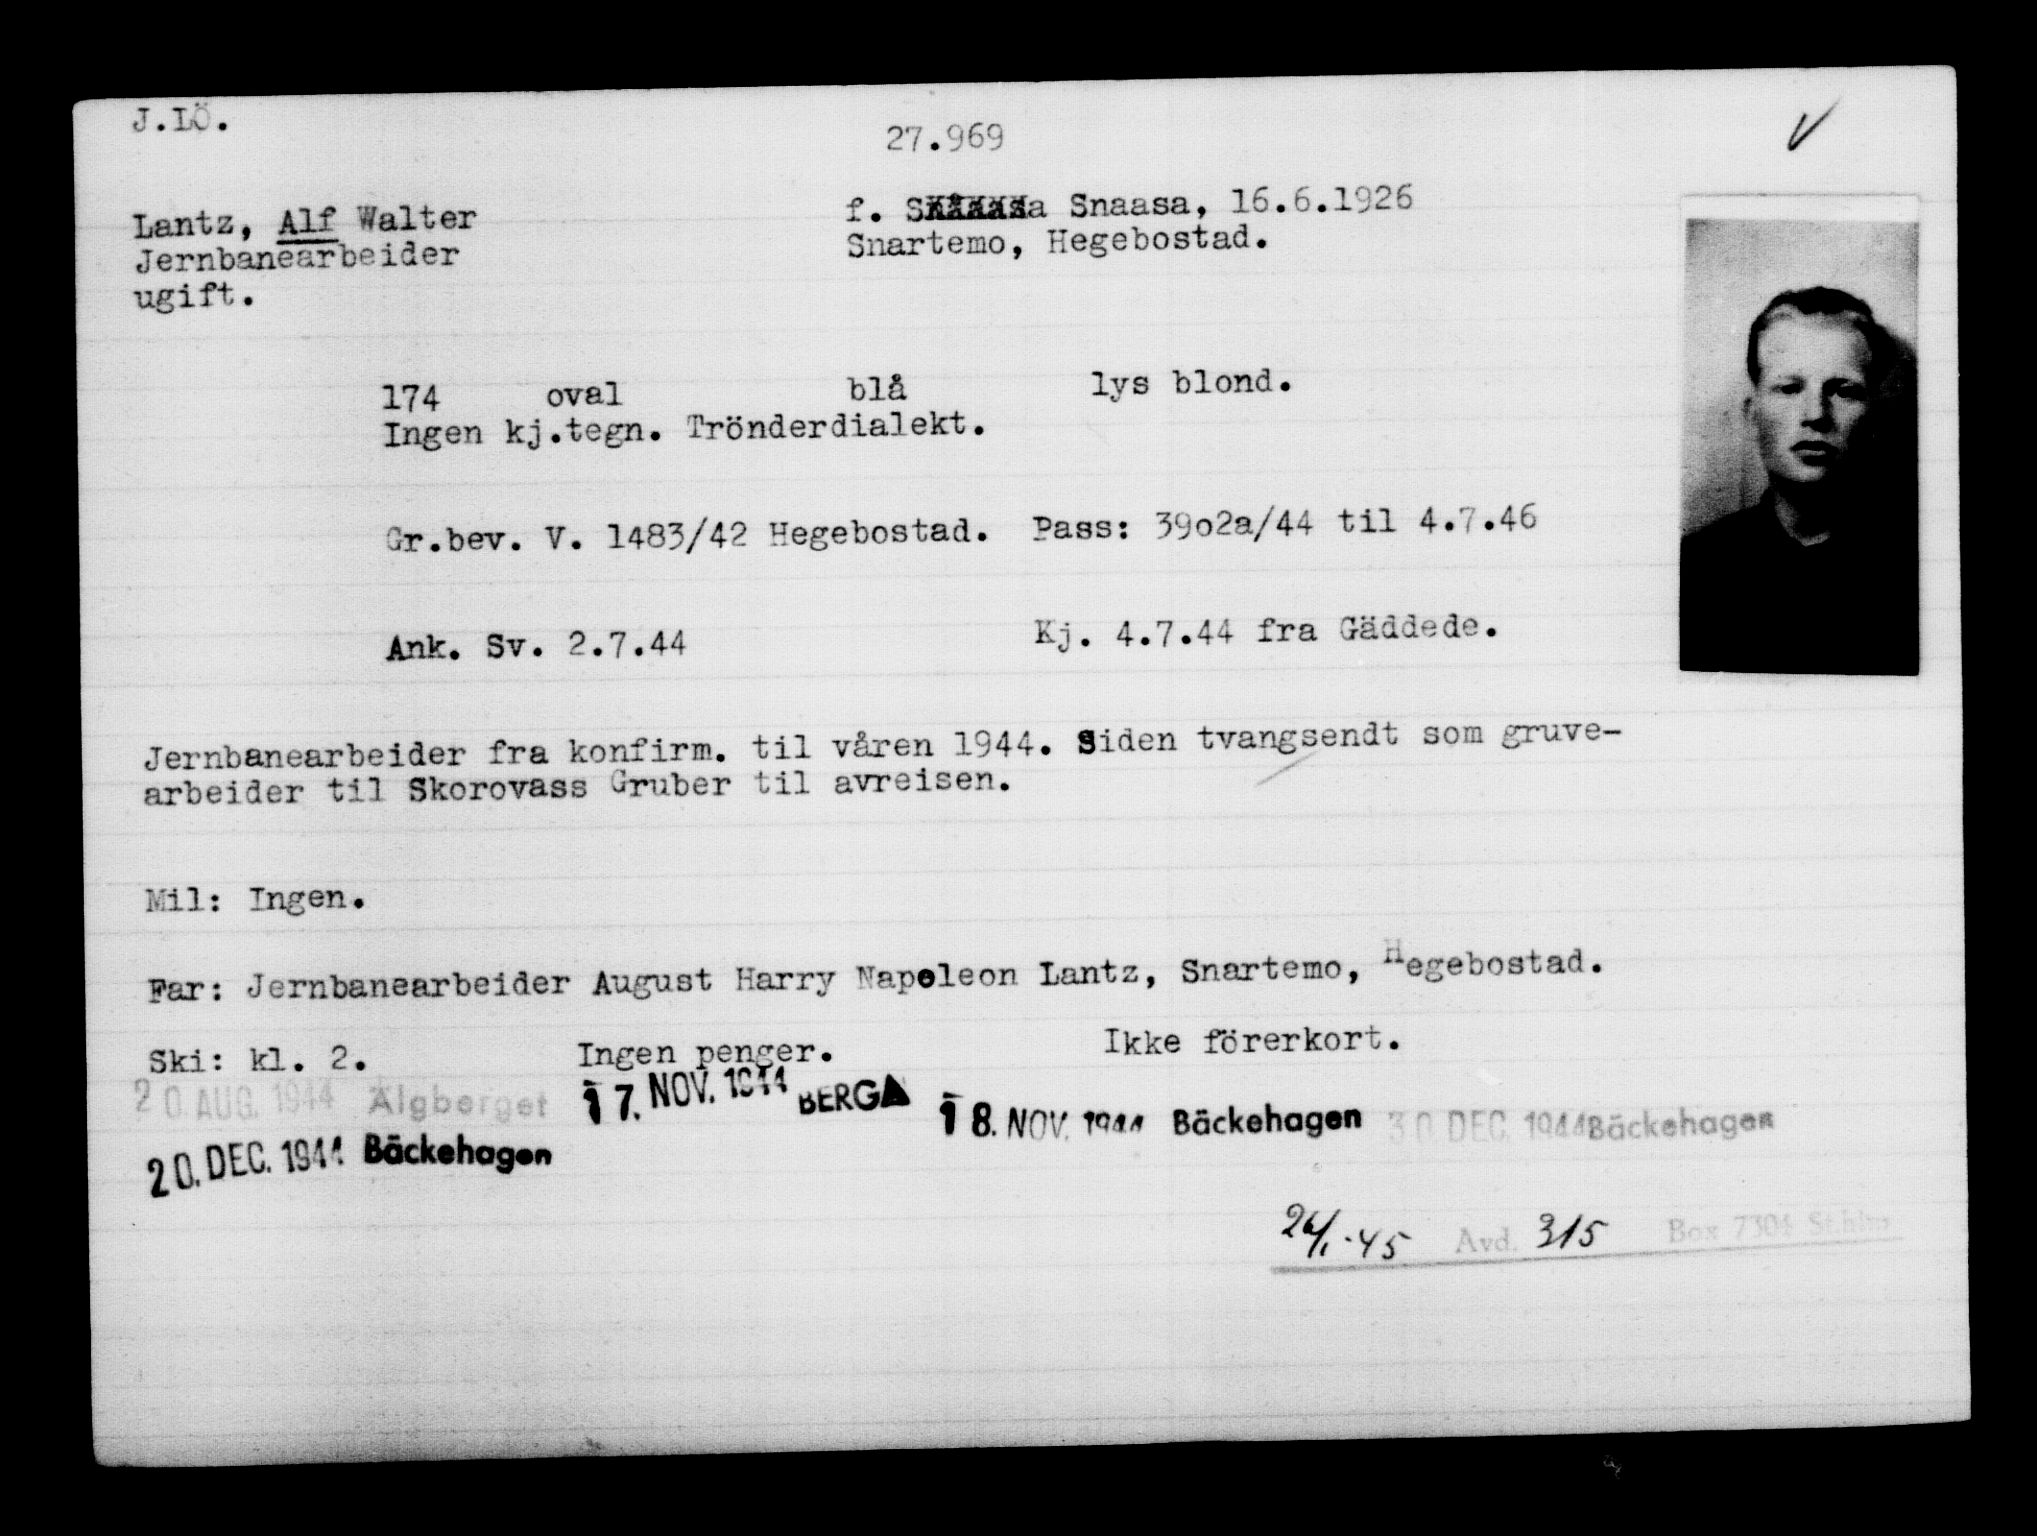 J.LÖ.
27.969
Lantz, Alf Walter
f. Snaasa, 16.6.1926
Jernbanearbeider
Snartemo, Hegebostad.
ugift.
174 oval blå lys blond.
Ingen kj.tegn. Trönderdialekt.
Gr.bev. V. 1483/42 Hegebostad. Pass: 39o2a/44 til 4.7.46
Ank. Sv. 2.7.44 Kj. 4.7.44 fra Gäddede.
Jernbanearbeider fra konfirm. til våren 1944. Siden tvangsendt som gruve-
arbeider til Skorovass Gruber til avreisen.
Mil: Ingen.
Far: Jernbanearbeider August Harry Napoleon Lantz, Snartemo, Hegebostad.
Ski: kl. 2. Ingen penger. Ikke förerkort.
20. AUG. 1944 Älgberget 17. NOV. 1944 BERGA 18. NOV. 1944 Bäckehagen 30. DEC. 1944 Bäckehagen
20. DEC. 1944 Bäckehagen
Avd. 315 Box 7304 St.hlm